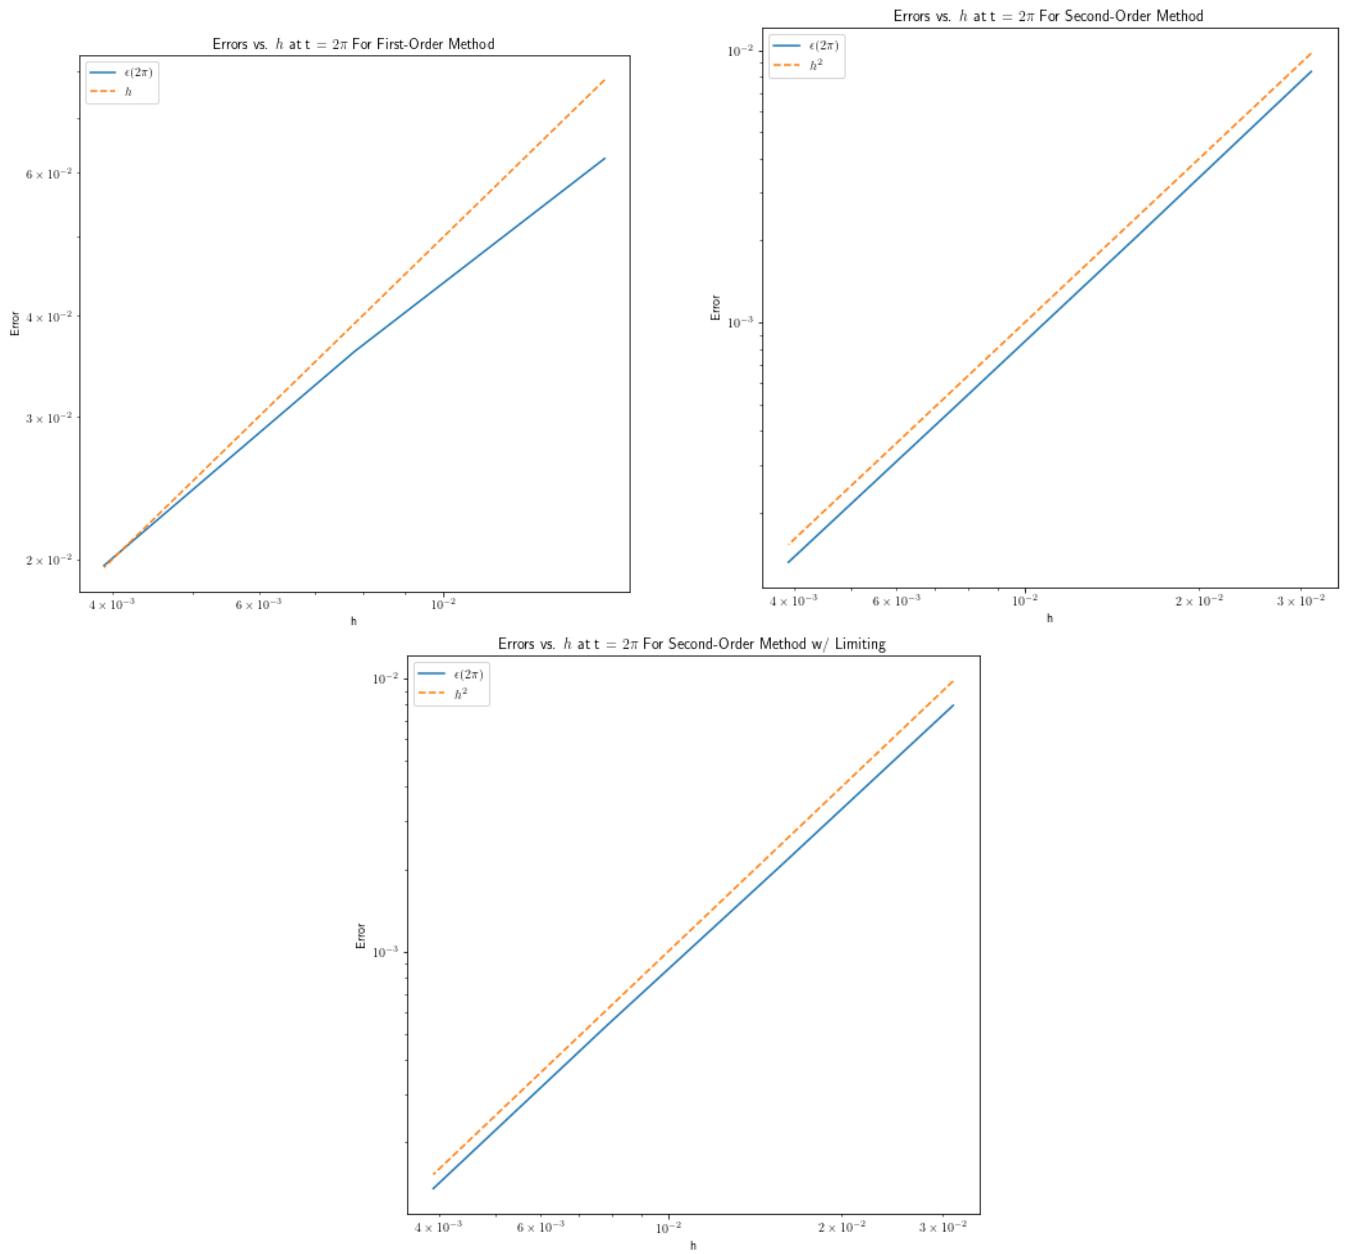 Errors vs. h at t = 2π For First-Order Method
ϵ(2π)
h
6 × 10⁻²
4 × 10⁻²
3 × 10⁻²
2 × 10⁻²
Error
4 × 10⁻³ 6 × 10⁻³ 10⁻²
h
Errors vs. h at t = 2π For Second-Order Method
ϵ(2π)
h²
10⁻²
10⁻³
Error
4 × 10⁻³ 6 × 10⁻³ 10⁻² 2 × 10⁻² 3 × 10⁻²
h
Errors vs. h at t = 2π For Second-Order Method w/ Limiting
ϵ(2π)
h²
10⁻²
10⁻³
Error
4 × 10⁻³ 6 × 10⁻³ 10⁻² 2 × 10⁻² 3 × 10⁻²
h